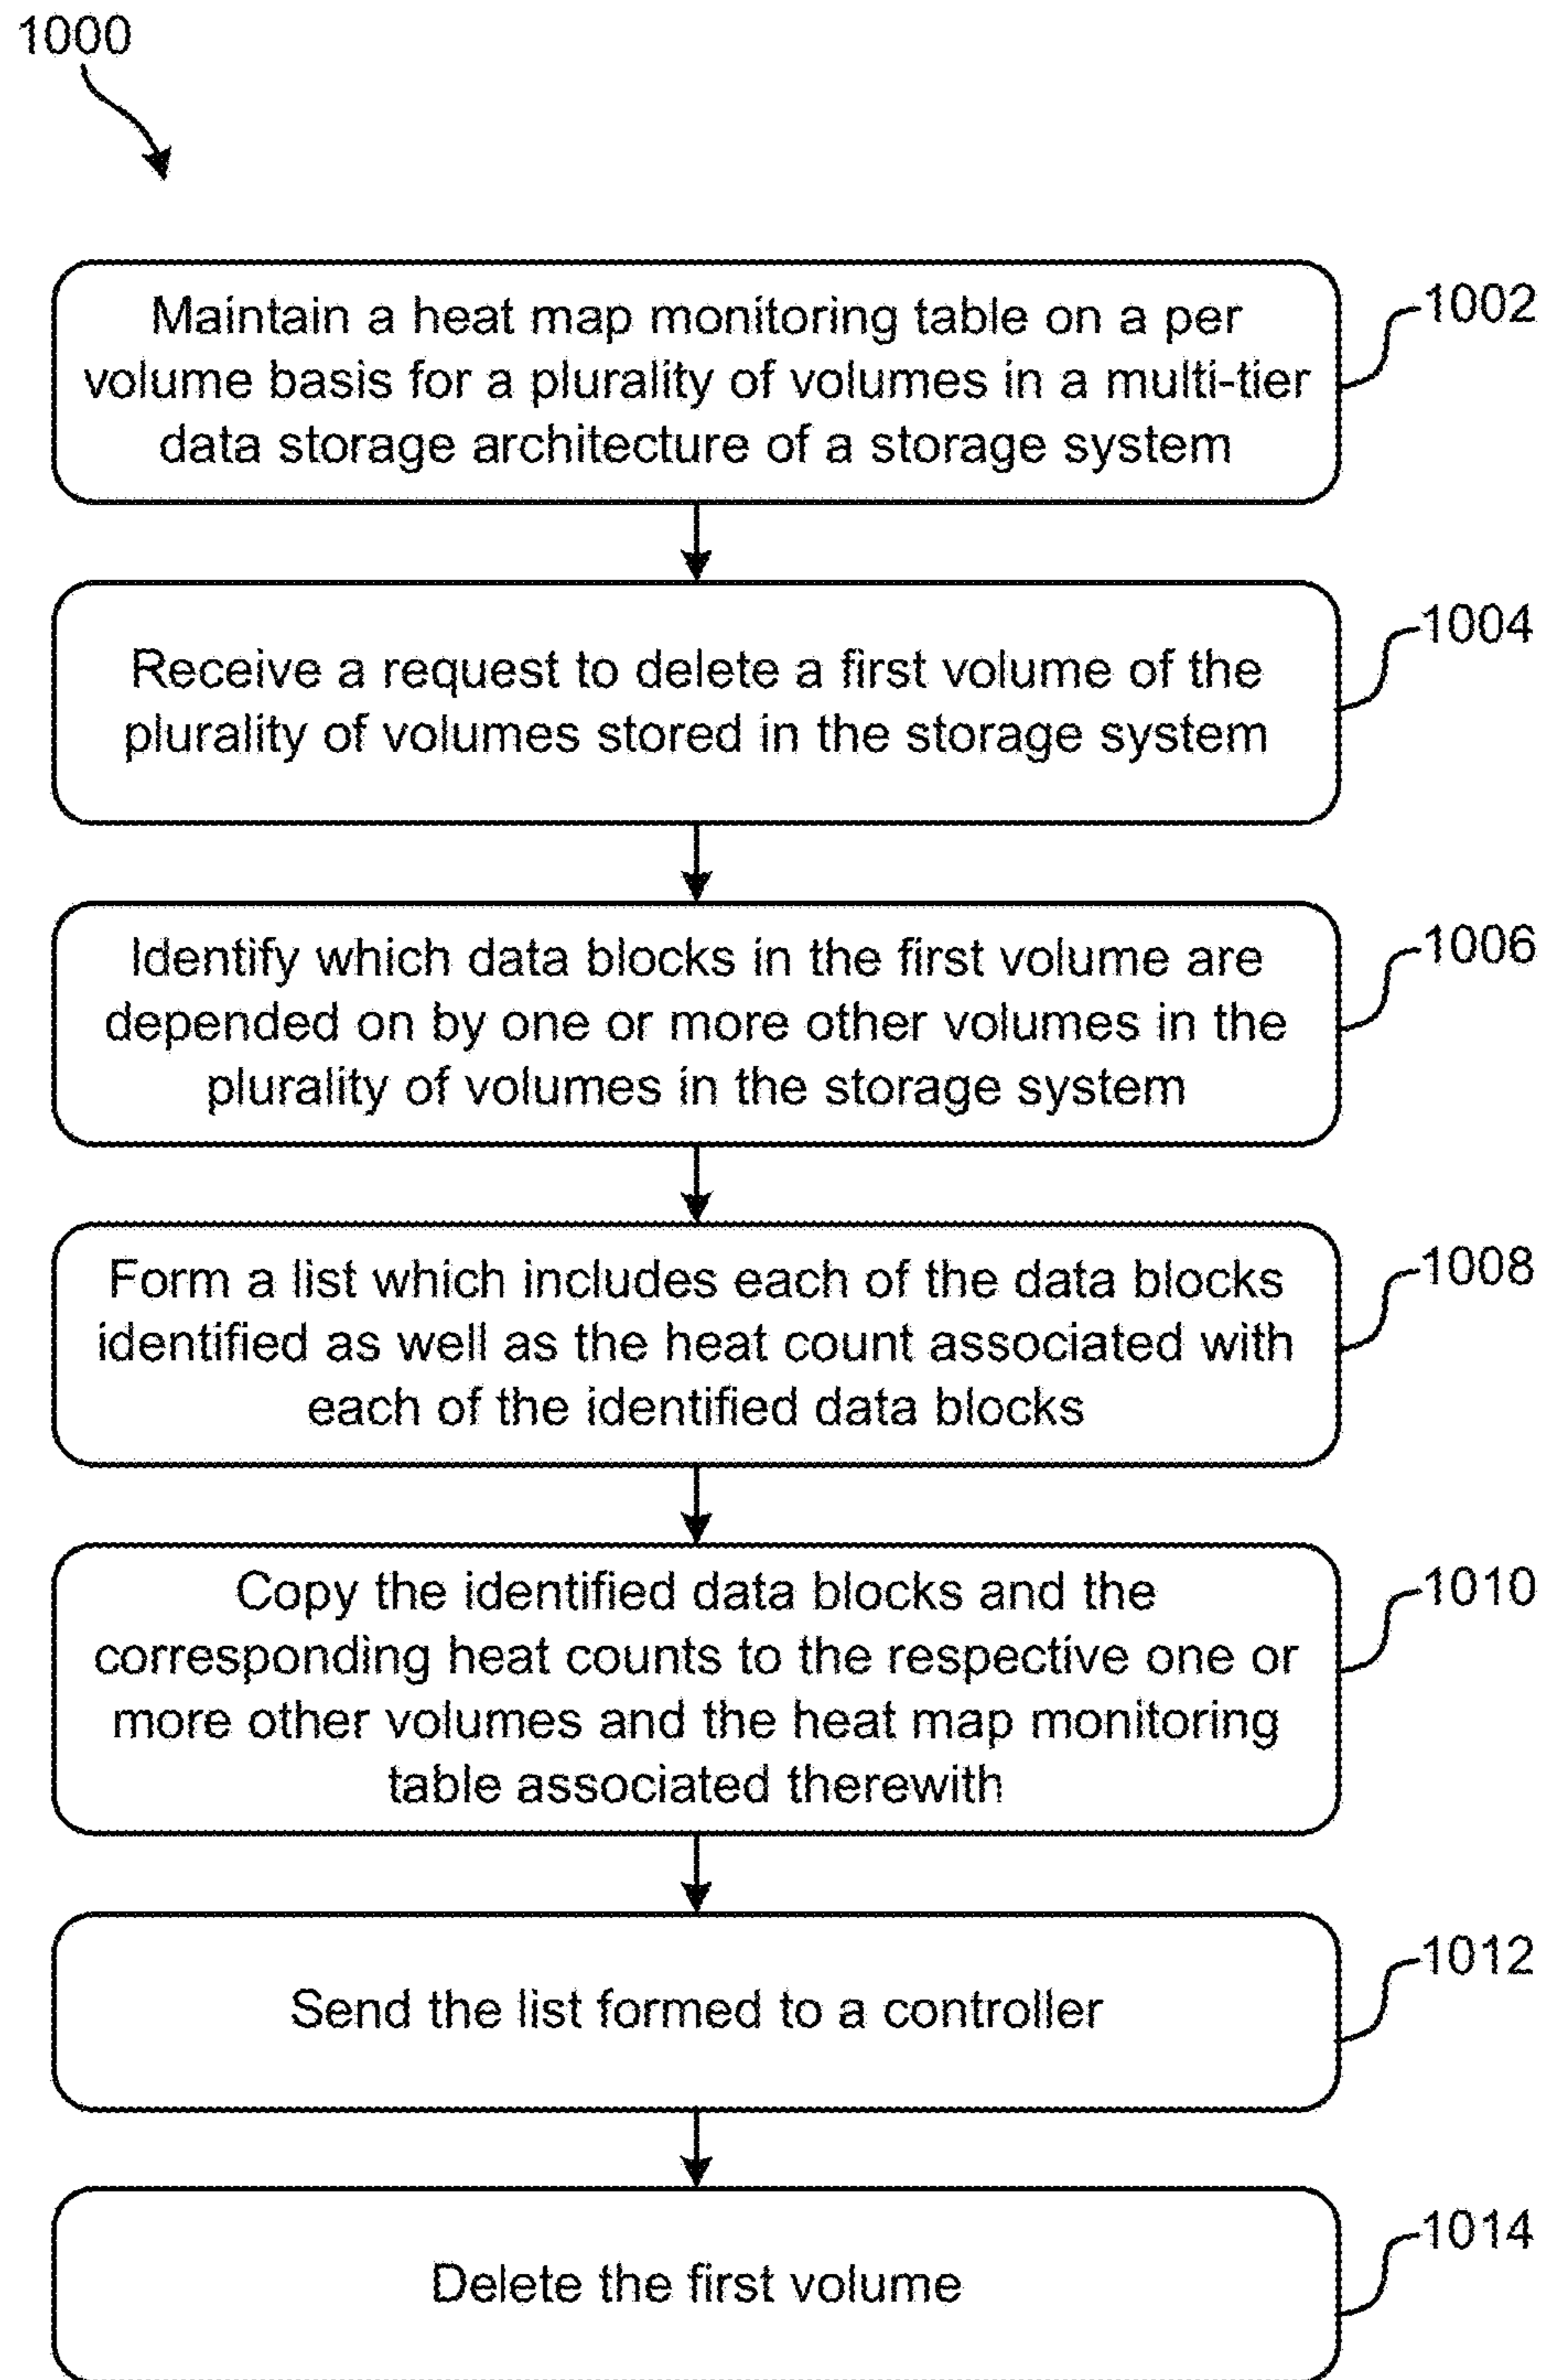 1000
Maintain a heat map monitoring table on a per
volume basis for a plurality of volumes in a multi-tier
data storage architecture of a storage system
1002
Receive a request to delete a first volume of the
plurality of volumes stored in the storage system
1004
Identify which data blocks in the first volume are
depended on by one or more other volumes in the
plurality of volumes in the storage system
1006
Form a list which includes each of the data blocks
identified as well as the heat count associated with
each of the identified data blocks
1008
Copy the identified data blocks and the
corresponding heat counts to the respective one or
more other volumes and the heat map monitoring
table associated therewith
1010
Send the list formed to a controller
1012
Delete the first volume
1014